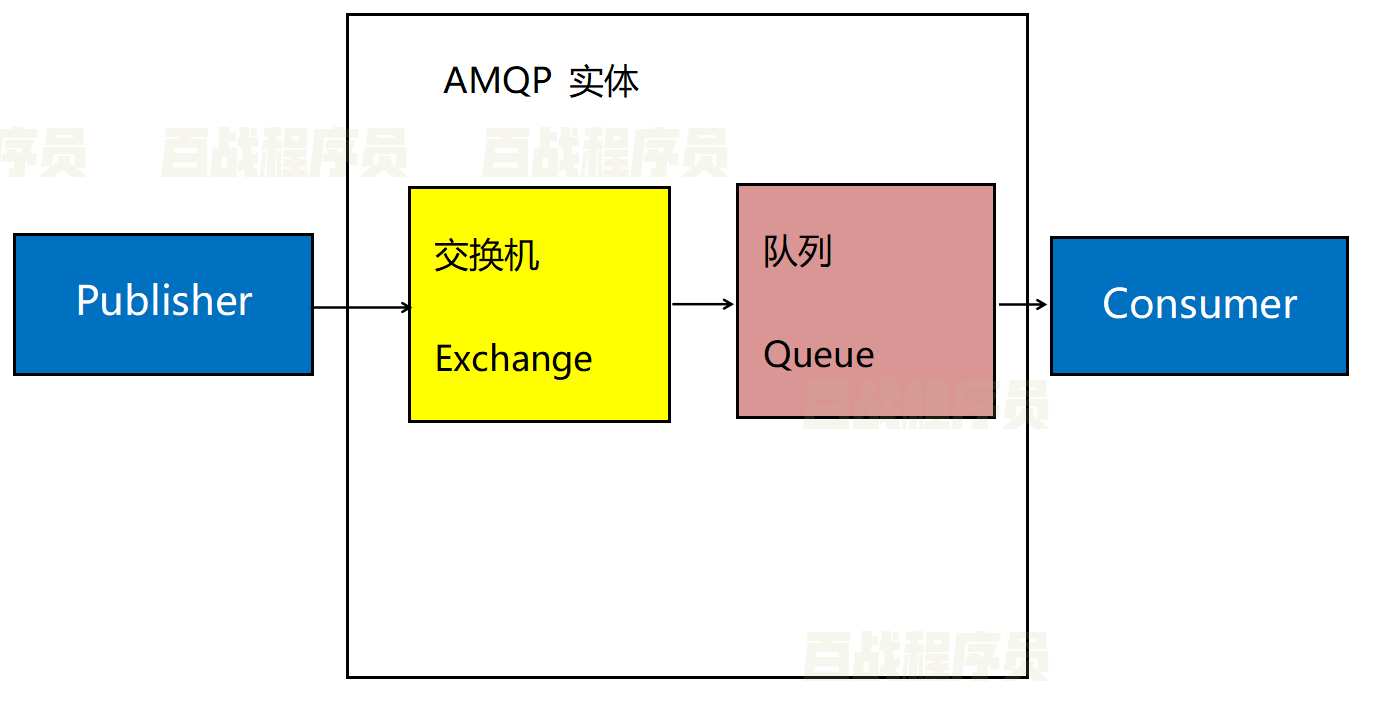 AMQP 实体
序员 百战程序员 百战程序员
交换机
队列
Publisher
Consumer
Exchange
Queue
百战程序员
百战程序员